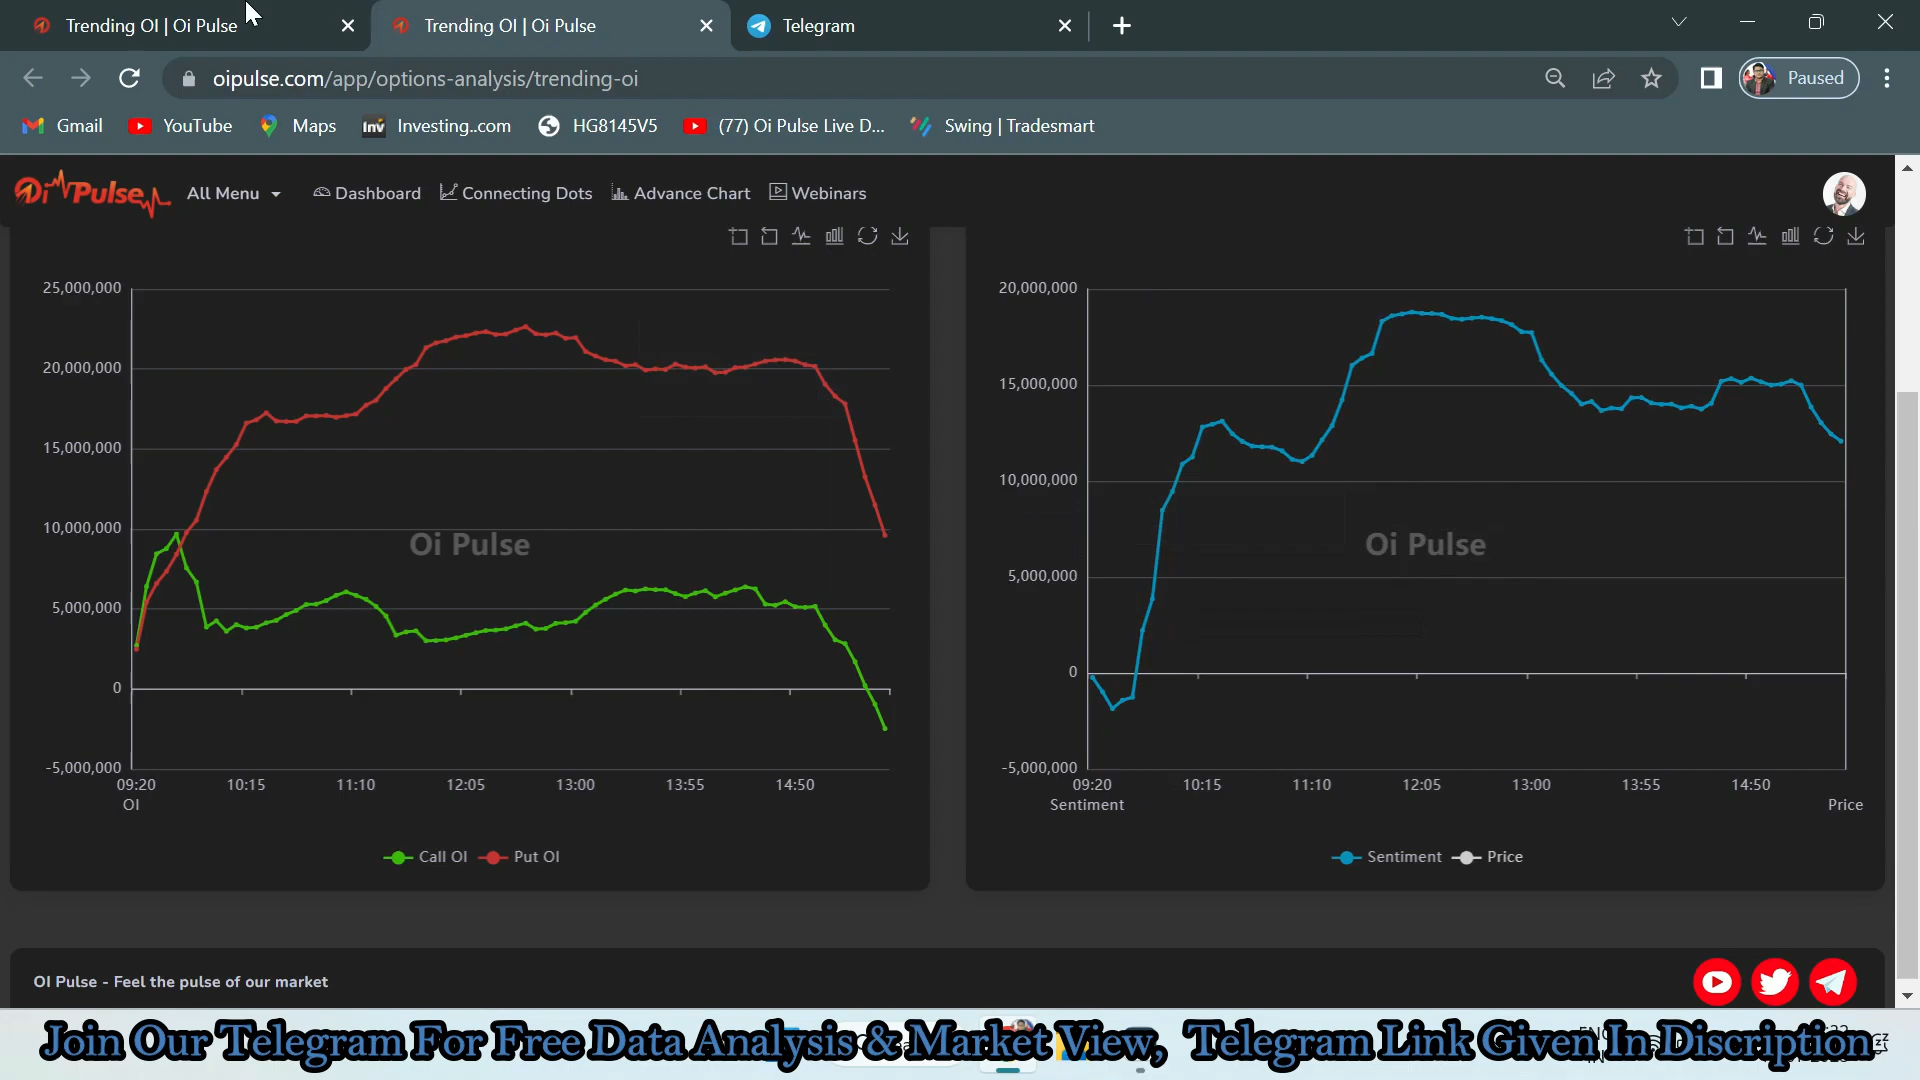 Trending OI | Oi Pulse
Trending OI | Oi Pulse
Telegram
oipulse.com/app/options-analysis/trending-oi
Paused
Gmail
YouTube
Maps
Inv
Investing..com
HG8145V5
(77) Oi Pulse Live D...
Swing | Tradesmart
Oi Pulse
All Menu
Dashboard
Connecting Dots
Advance Chart
Webinars
25,000,000
20,000,000
15,000,000
10,000,000
5,000,000
0
-5,000,000
Oi Pulse
09:20
10:15
11:10
12:05
13:00
13:55
14:50
OI
Call OI
Put OI
20,000,000
15,000,000
10,000,000
5,000,000
0
-5,000,000
Oi Pulse
09:20
10:15
11:10
12:05
13:00
13:55
14:50
Sentiment
Price
Sentiment
Price
OI Pulse - Feel the pulse of our market
Join Our Telegram For Free Data Analysis & Market View, Telegram Link Given In Discription